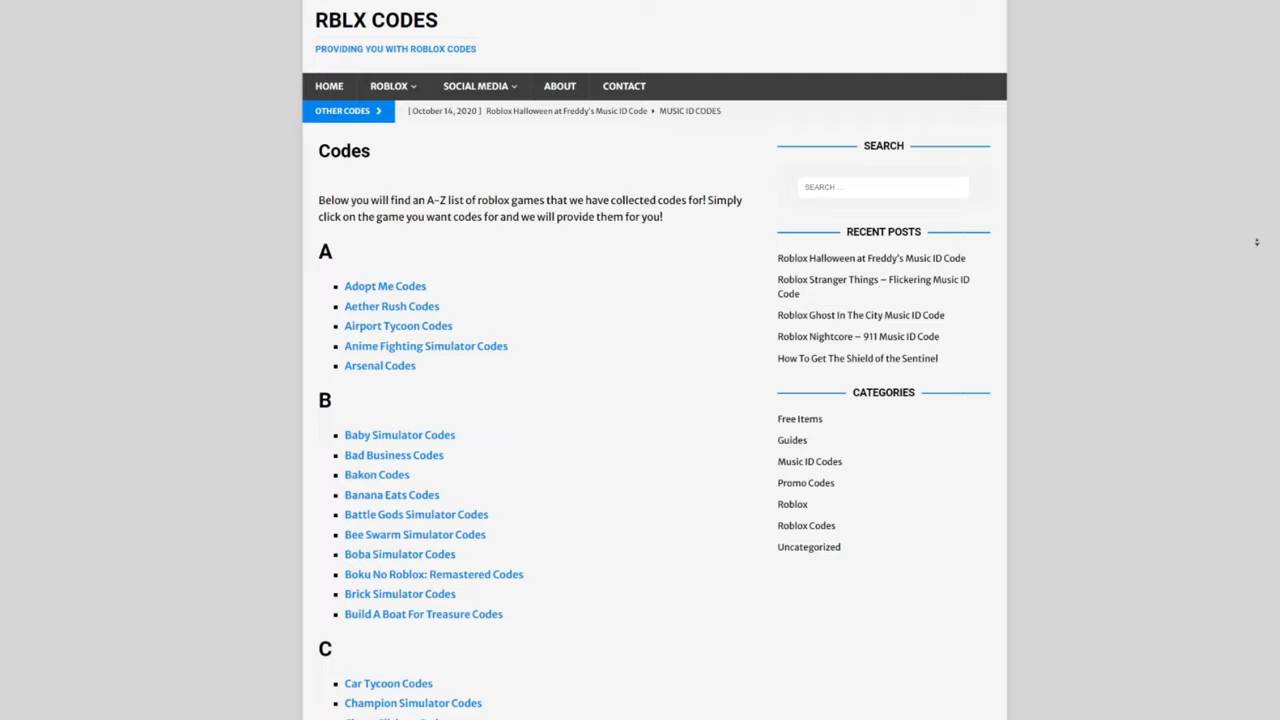 RBLX CODES
PROVIDING YOU WITH ROBLOX CODES
HOME ROBLOX SOCIAL MEDIA ABOUT CONTACT
OTHER CODES [ October 14, 2020 ] Roblox Halloween at Freddy's Music ID Code MUSIC ID CODES
Codes
Below you will find an A-Z list of roblox games that we have collected codes for! Simply
click on the game you want codes for and we will provide them for you!
A
Adopt Me Codes
Aether Rush Codes
Airport Tycoon Codes
Anime Fighting Simulator Codes
Arsenal Codes
B
Baby Simulator Codes
Bad Business Codes
Bakon Codes
Banana Eats Codes
Battle Gods Simulator Codes
Bee Swarm Simulator Codes
Boba Simulator Codes
Boku No Roblox: Remastered Codes
Brick Simulator Codes
Build A Boat For Treasure Codes
C
Car Tycoon Codes
Champion Simulator Codes
SEARCH
SEARCH ...
RECENT POSTS
Roblox Halloween at Freddy's Music ID Code
Roblox Stranger Things – Flickering Music ID
Code
Roblox Ghost In The City Music ID Code
Roblox Nightcore – 911 Music ID Code
How To Get The Shield of the Sentinel
CATEGORIES
Free Items
Guides
Music ID Codes
Promo Codes
Roblox
Roblox Codes
Uncategorized